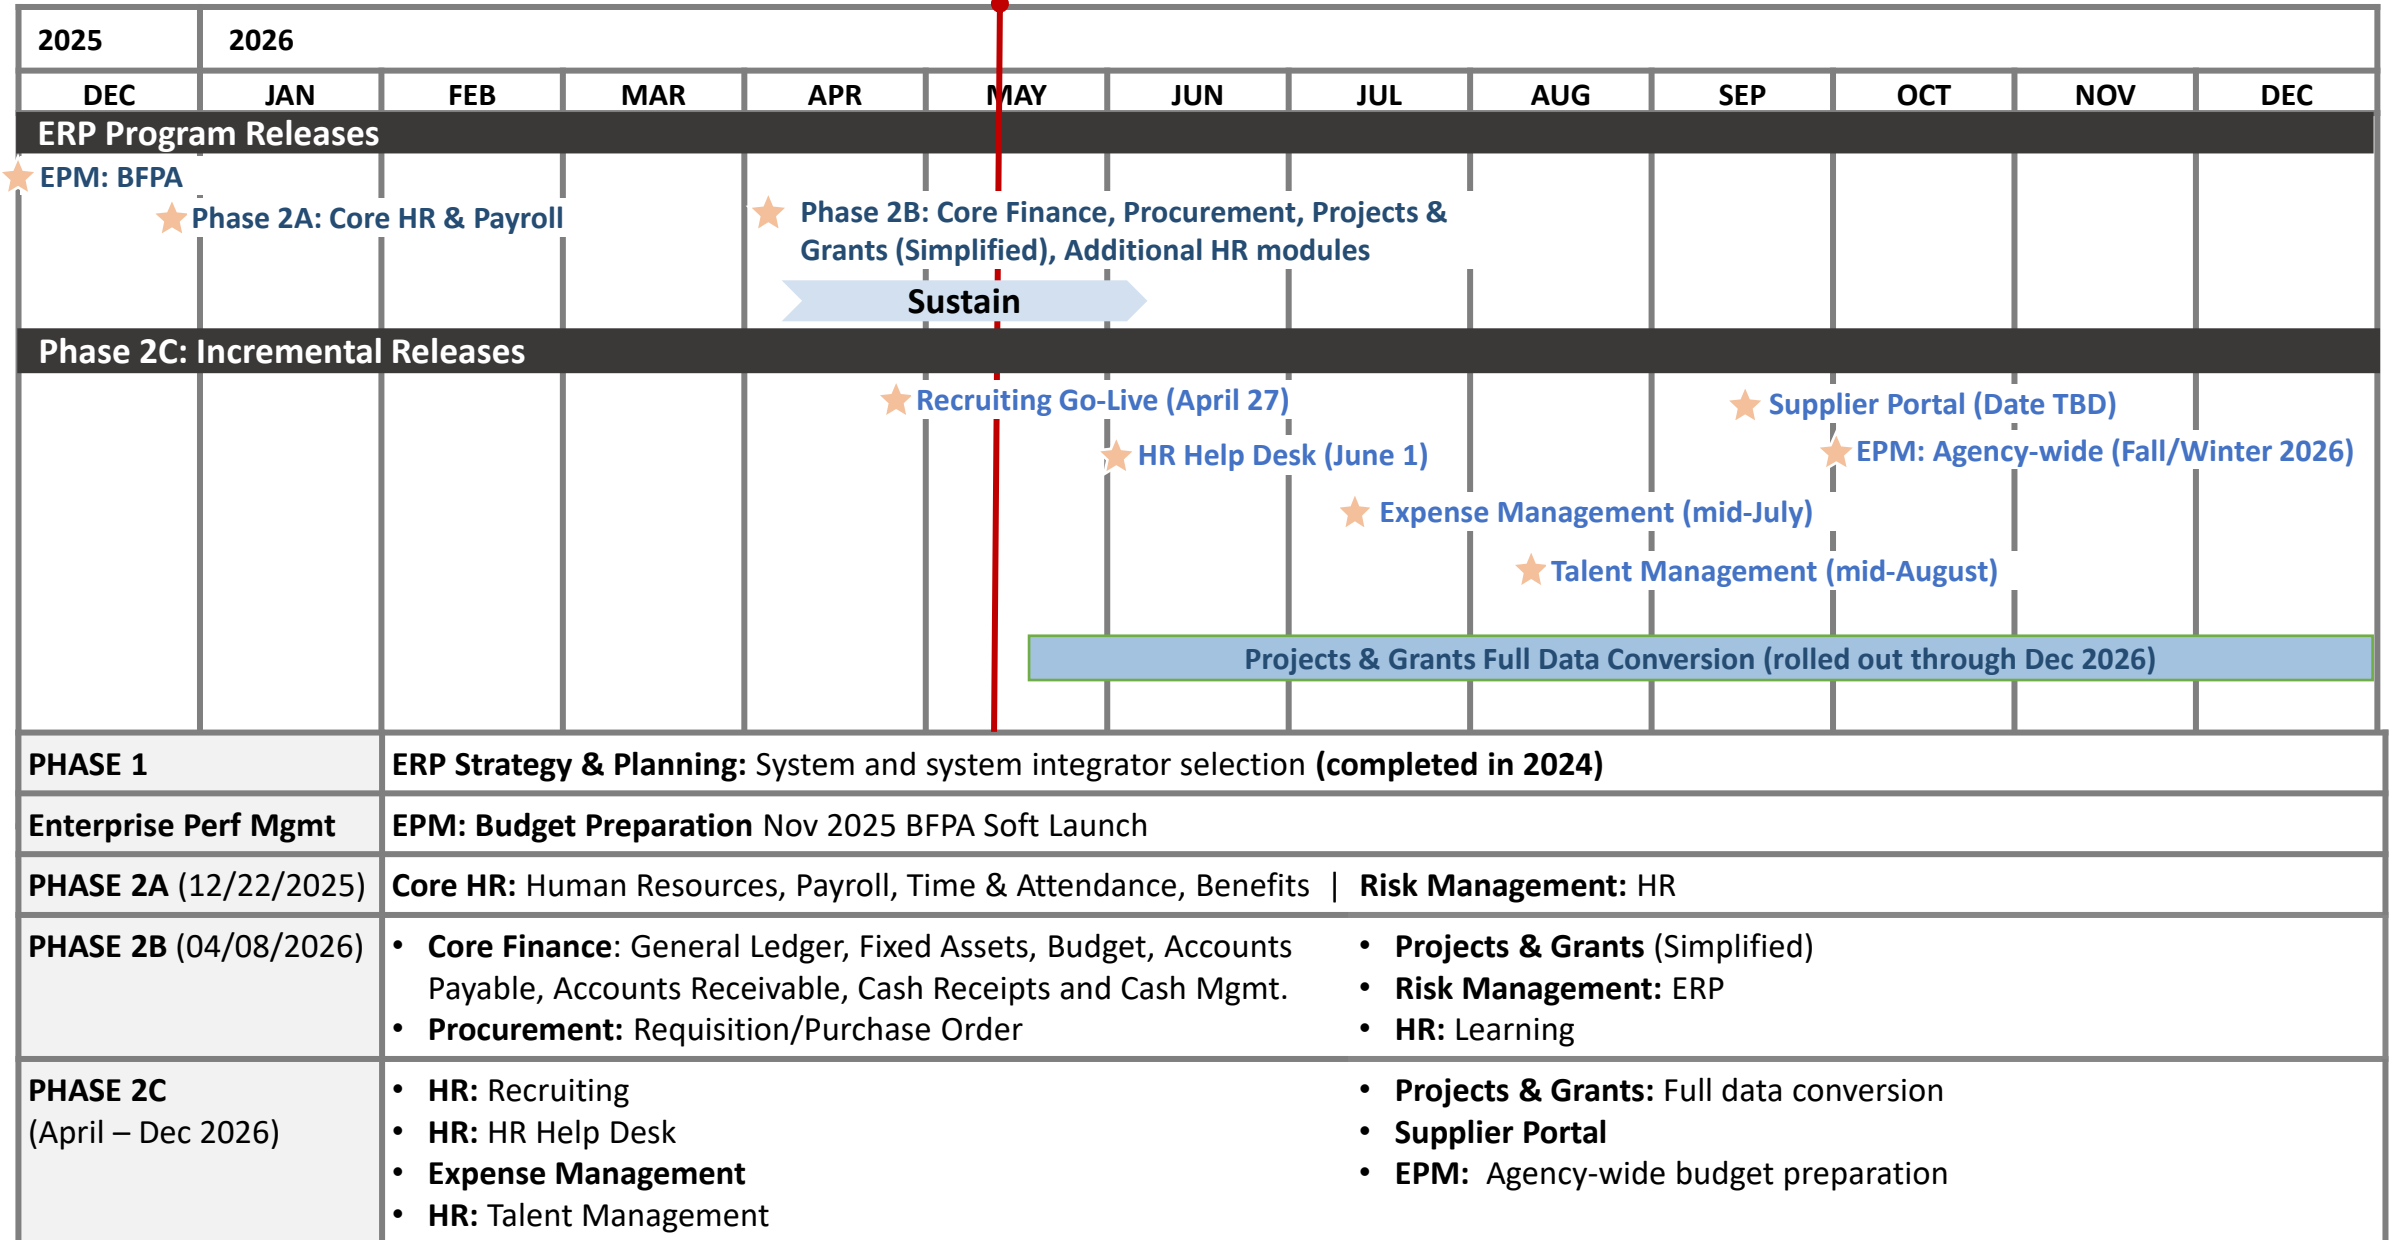 2025 2026
DEC JAN FEB MAR APR MAY JUN JUL AUG SEP OCT NOV DEC
ERP Program Releases
EPM: BFPA
Phase 2A: Core HR & Payroll
Phase 2B: Core Finance, Procurement, Projects &
Grants (Simplified), Additional HR modules
Sustain
Phase 2C: Incremental Releases
Recruiting Go-Live (April 27)
Supplier Portal (Date TBD)
HR Help Desk (June 1)
EPM: Agency-wide (Fall/Winter 2026)
Expense Management (mid-July)
Talent Management (mid-August)
Projects & Grants Full Data Conversion (rolled out through Dec 2026)
PHASE 1
ERP Strategy & Planning: System and system integrator selection (completed in 2024)
Enterprise Perf Mgmt
EPM: Budget Preparation Nov 2025 BFPA Soft Launch
PHASE 2A (12/22/2025)
Core HR: Human Resources, Payroll, Time & Attendance, Benefits | Risk Management: HR
PHASE 2B (04/08/2026)
• Core Finance: General Ledger, Fixed Assets, Budget, Accounts
Payable, Accounts Receivable, Cash Receipts and Cash Mgmt.
• Procurement: Requisition/Purchase Order
• Projects & Grants (Simplified)
• Risk Management: ERP
• HR: Learning
PHASE 2C
(April – Dec 2026)
• HR: Recruiting
• HR: HR Help Desk
• Expense Management
• HR: Talent Management
• Projects & Grants: Full data conversion
• Supplier Portal
• EPM: Agency-wide budget preparation